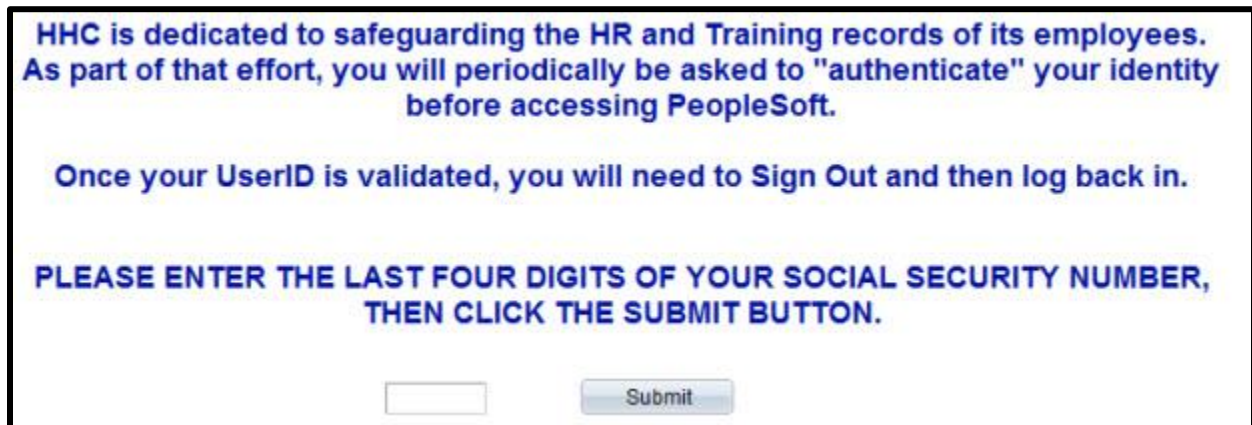 HHC is dedicated to safeguarding the HR and Training records of its employees.
As part of that effort, you will periodically be asked to "authenticate" your identity
before accessing PeopleSoft.
Once your UserID is validated, you will need to Sign Out and then log back in.
PLEASE ENTER THE LAST FOUR DIGITS OF YOUR SOCIAL SECURITY NUMBER,
THEN CLICK THE SUBMIT BUTTON.
Submit